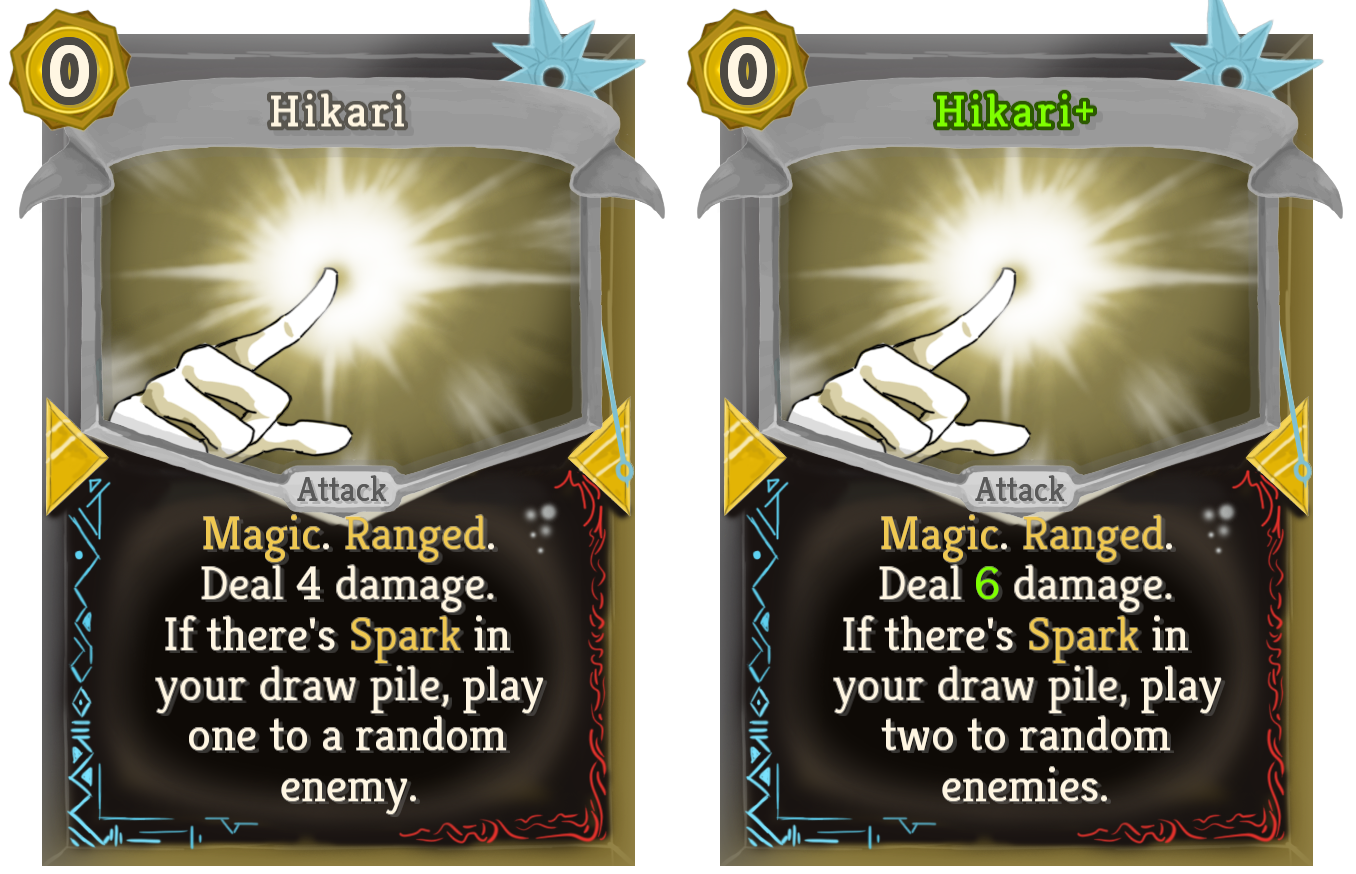 0
Hikari
Attack
Magic. Ranged.
Deal 4 damage.
If there's Spark in
your draw pile, play
one to a random
enemy.
0
Hikari+
Attack
Magic. Ranged.
Deal 6 damage.
If there's Spark in
your draw pile, play
two to random
enemies.